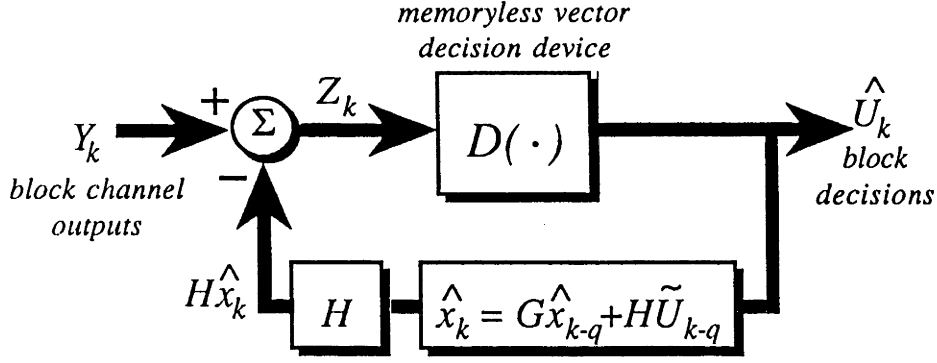 memoryless vector
decision device
+
Z_k
Σ
Y_k
D(·)
Û_k
−
block channel
outputs
block
decisions
Hx̂_k
H
x̂_k = Gx̂_{k-q}+HŨ_{k-q}